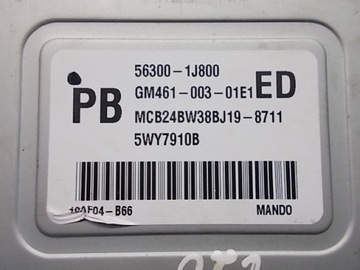 56300-1J800
PB GM461-003-01E1 ED
MCB24BW38BJ19-8711
5WY7910B
MANDO